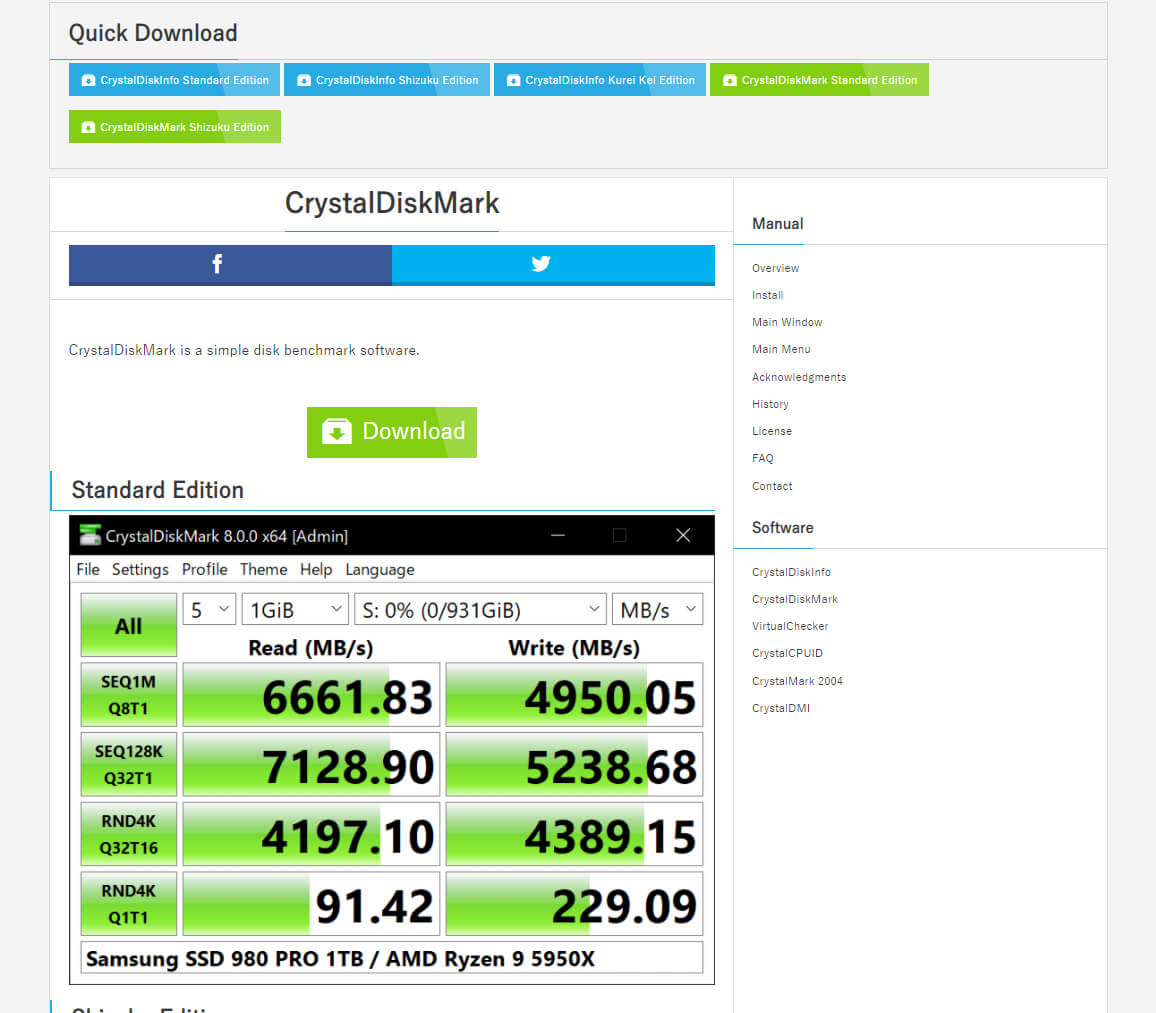 Quick Download
CrystalDiskInfo Standard Edition
CrystalDiskInfo Shizuku Edition
CrystalDiskInfo Kurei Kei Edition
CrystalDiskMark Standard Edition
CrystalDiskMark Shizuku Edition
CrystalDiskMark
CrystalDiskMark is a simple disk benchmark software.
Download
Standard Edition
CrystalDiskMark 8.0.0 x64 [Admin]
File Settings Profile Theme Help Language
All 5 1GiB S: 0% (0/931GiB) MB/s
Read (MB/s) Write (MB/s)
SEQ1M
Q8T1
6661.83 4950.05
SEQ128K
Q32T1
7128.90 5238.68
RND4K
Q32T16
4197.10 4389.15
RND4K
Q1T1
91.42 229.09
Samsung SSD 980 PRO 1TB / AMD Ryzen 9 5950X
Manual
Overview
Install
Main Window
Main Menu
Acknowledgments
History
License
FAQ
Contact
Software
CrystalDiskInfo
CrystalDiskMark
VirtualChecker
CrystalCPUID
CrystalMark 2004
CrystalDMI